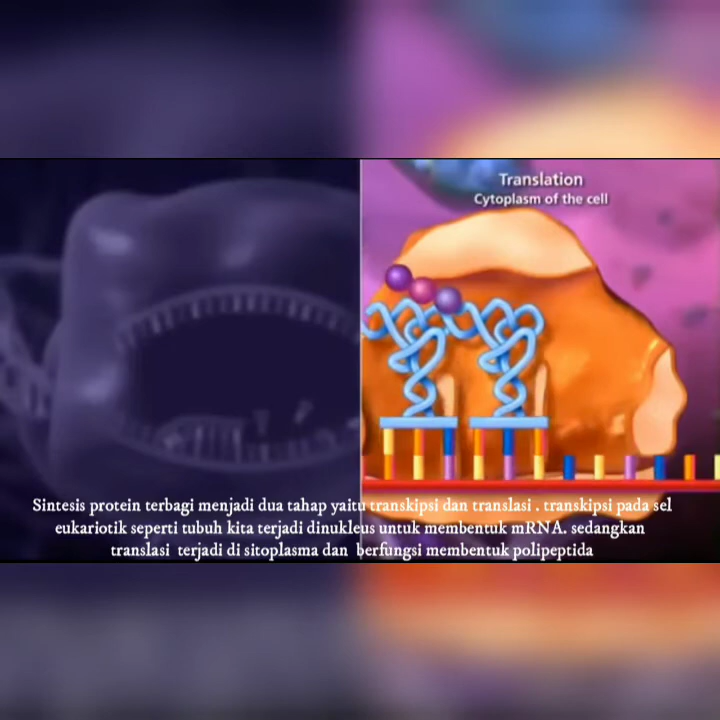 Translation
Cytoplasm of the cell
Sintesis protein terbagi menjadi dua tahap yaitu transkipsi dan translasi . transkipsi pada sel
eukariotik seperti tubuh kita terjadi dinukleus untuk membentuk mRNA. sedangkan
translasi terjadi di sitoplasma dan berfungsi membentuk polipeptida